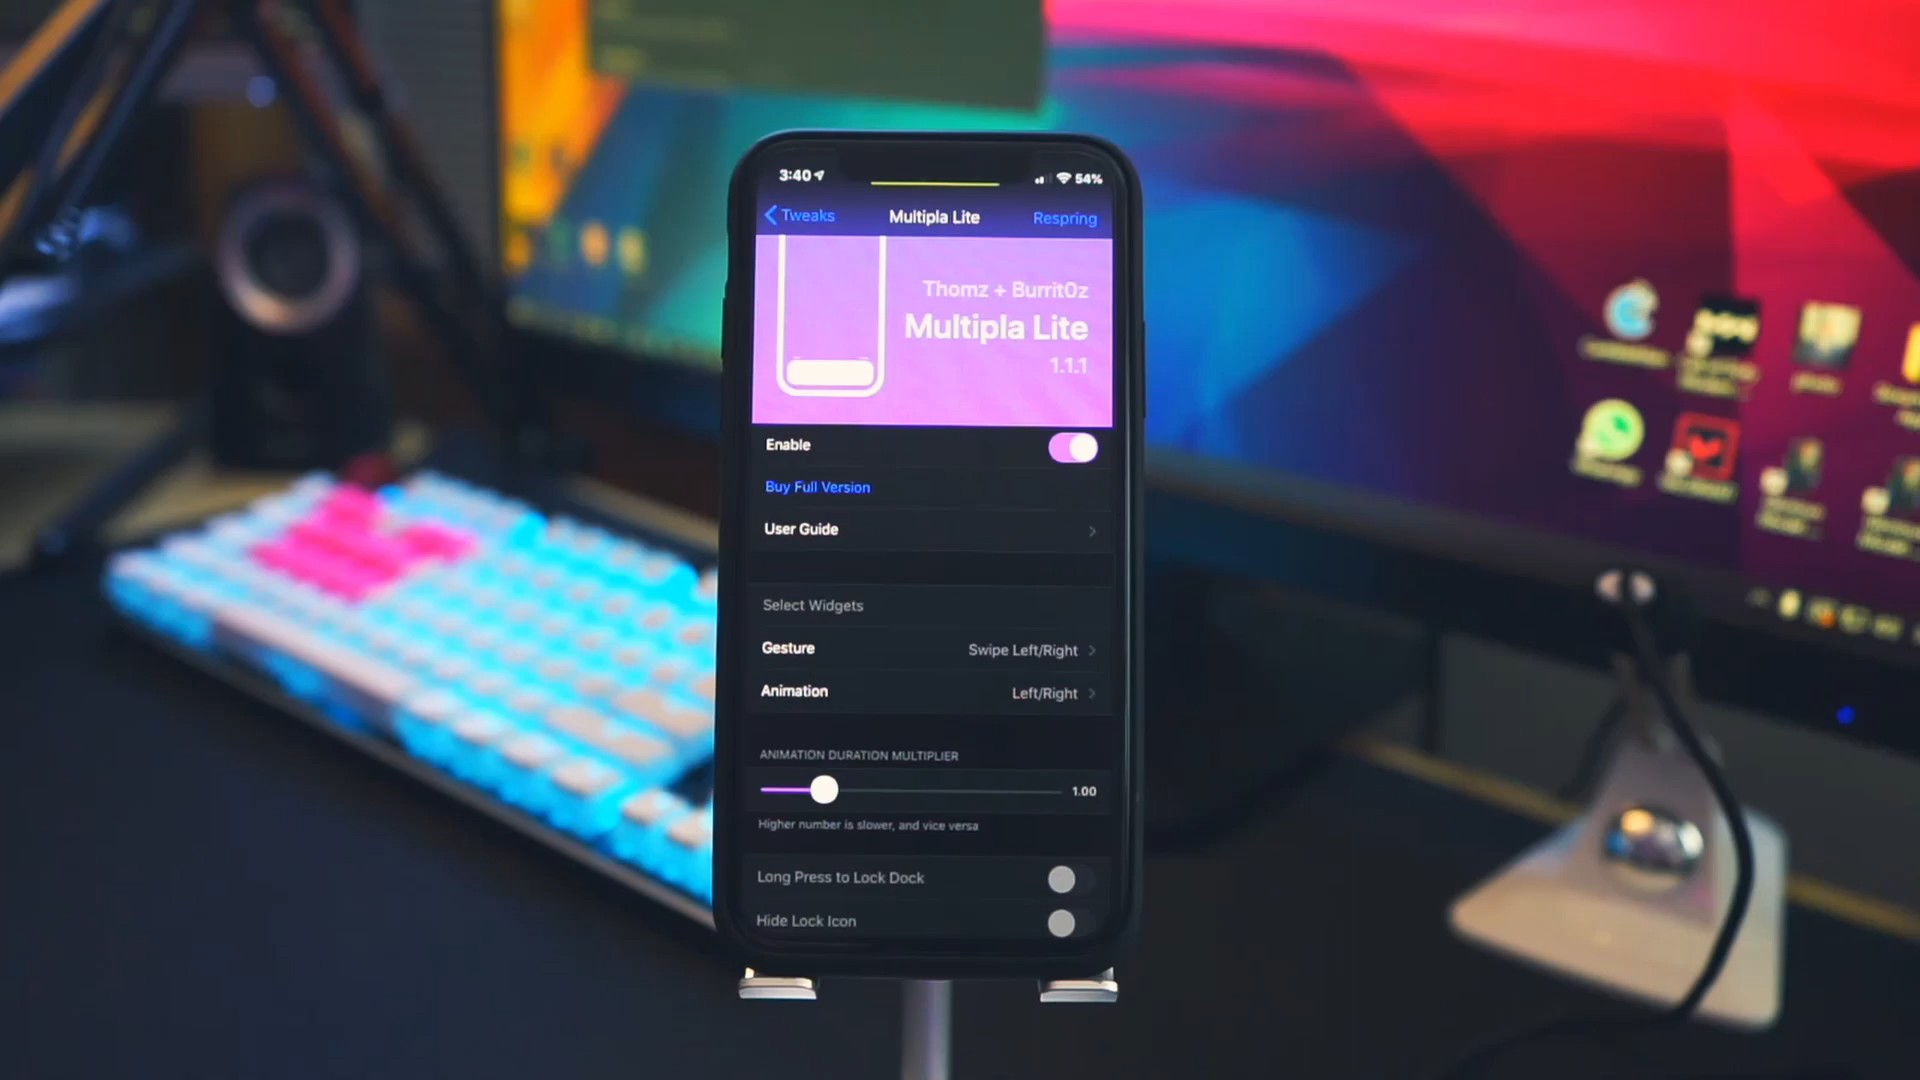 3:40
54%
Tweaks
Multipla Lite
Respring
Thomz + Burrit0z
Multipla Lite
1.1.1
Enable
Buy Full Version
User Guide
Select Widgets
Gesture
Swipe Left/Right
Animation
Left/Right
ANIMATION DURATION MULTIPLIER
1.00
Higher number is slower, and vice versa
Long Press to Lock Dock
Hide Lock Icon